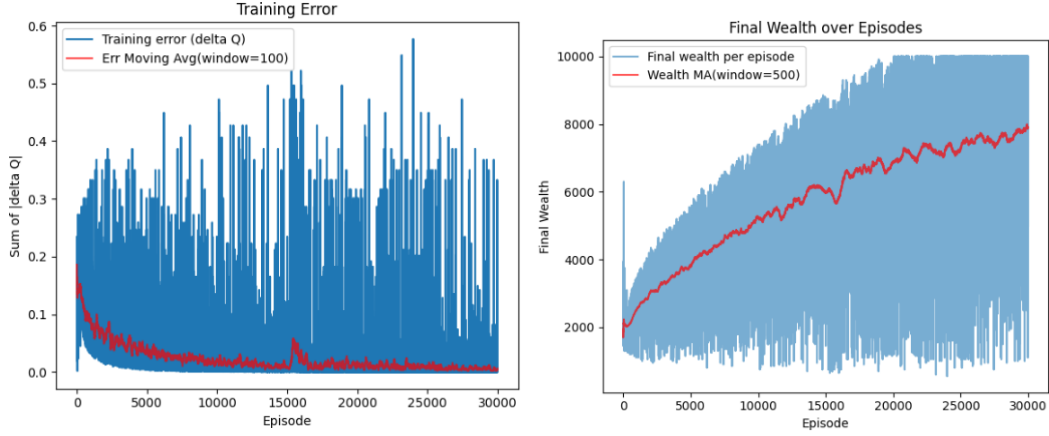 Training Error
Sum of |delta Q|
0.6
0.5
0.4
0.3
0.2
0.1
0.0
Training error (delta Q)
Err Moving Avg(window=100)
0 5000 10000 15000 20000 25000 30000
Episode
Final Wealth over Episodes
Final Wealth
10000
8000
6000
4000
2000
Final wealth per episode
Wealth MA(window=500)
0 5000 10000 15000 20000 25000 30000
Episode